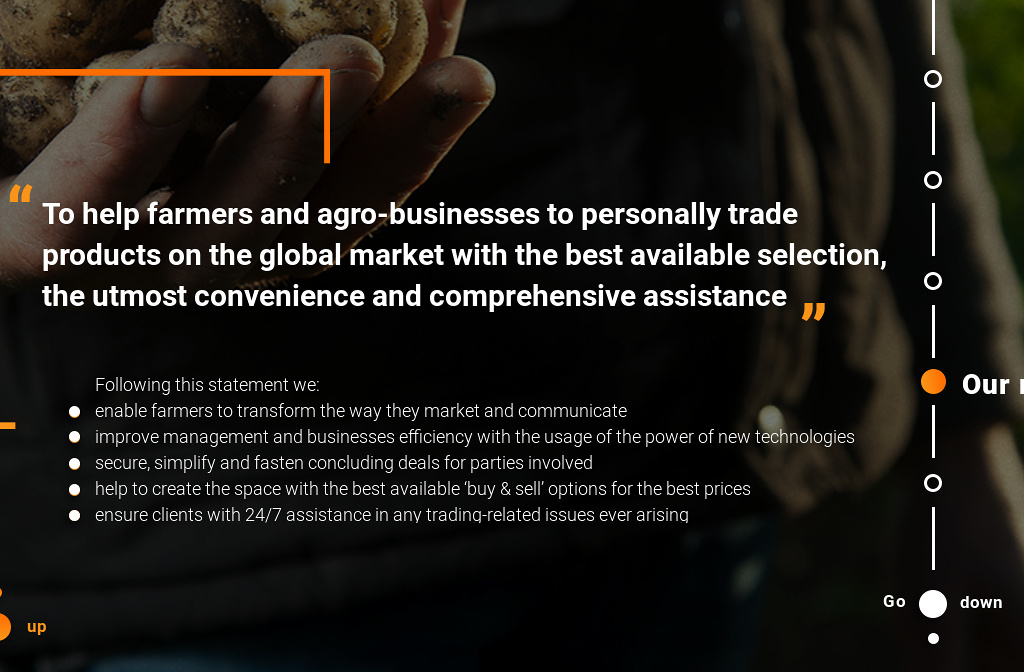 “ To help farmers and agro-businesses to personally trade
products on the global market with the best available selection,
the utmost convenience and comprehensive assistance ”
Following this statement we:
enable farmers to transform the way they market and communicate
improve management and businesses efficiency with the usage of the power of new technologies
secure, simplify and fasten concluding deals for parties involved
help to create the space with the best available ‘buy & sell’ options for the best prices
ensure clients with 24/7 assistance in any trading-related issues ever arising
Our
Go down
up